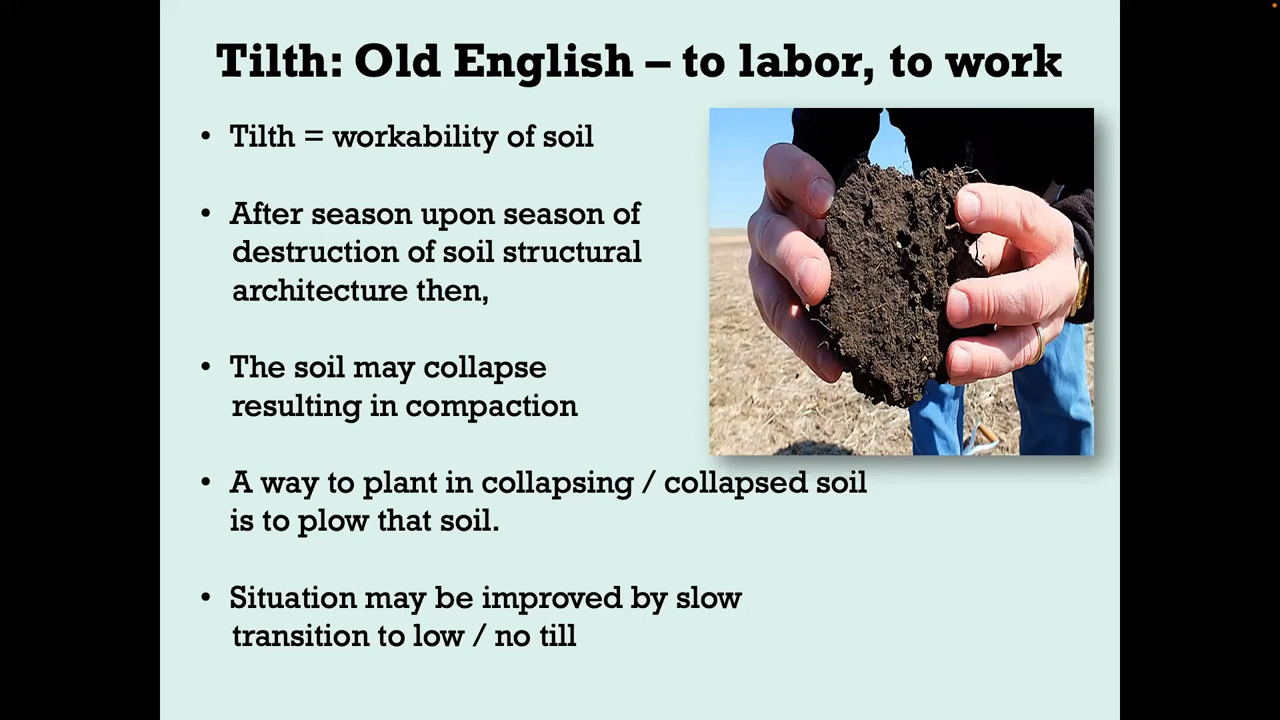 Tilth: Old English – to labor, to work
• Tilth = workability of soil
• After season upon season of
destruction of soil structural
architecture then,
• The soil may collapse
resulting in compaction
• A way to plant in collapsing / collapsed soil
is to plow that soil.
• Situation may be improved by slow
transition to low / no till